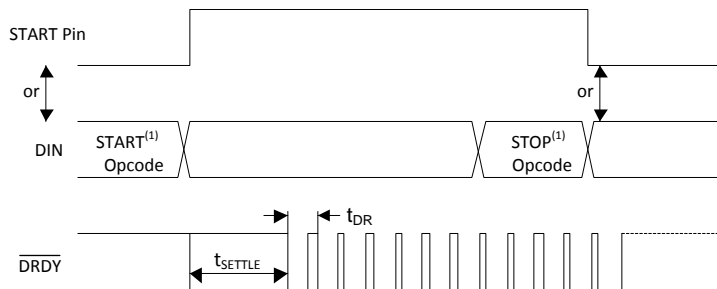 START Pin
or
or
DIN
START(1)
Opcode
STOP(1)
Opcode
tDR
DRDY
tSETTLE